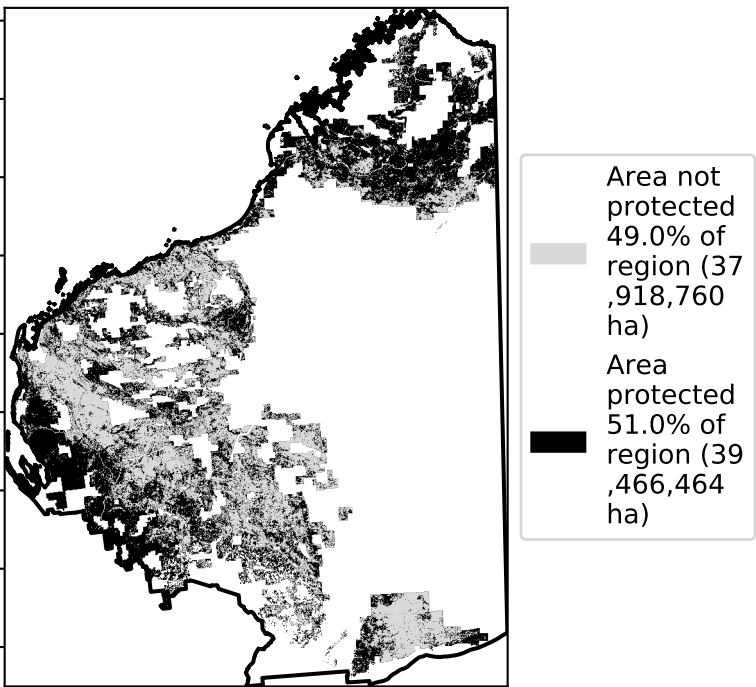 Area not
protected
49.0% of
region (37
,918,760
ha)
Area
protected
51.0% of
region (39
,466,464
ha)